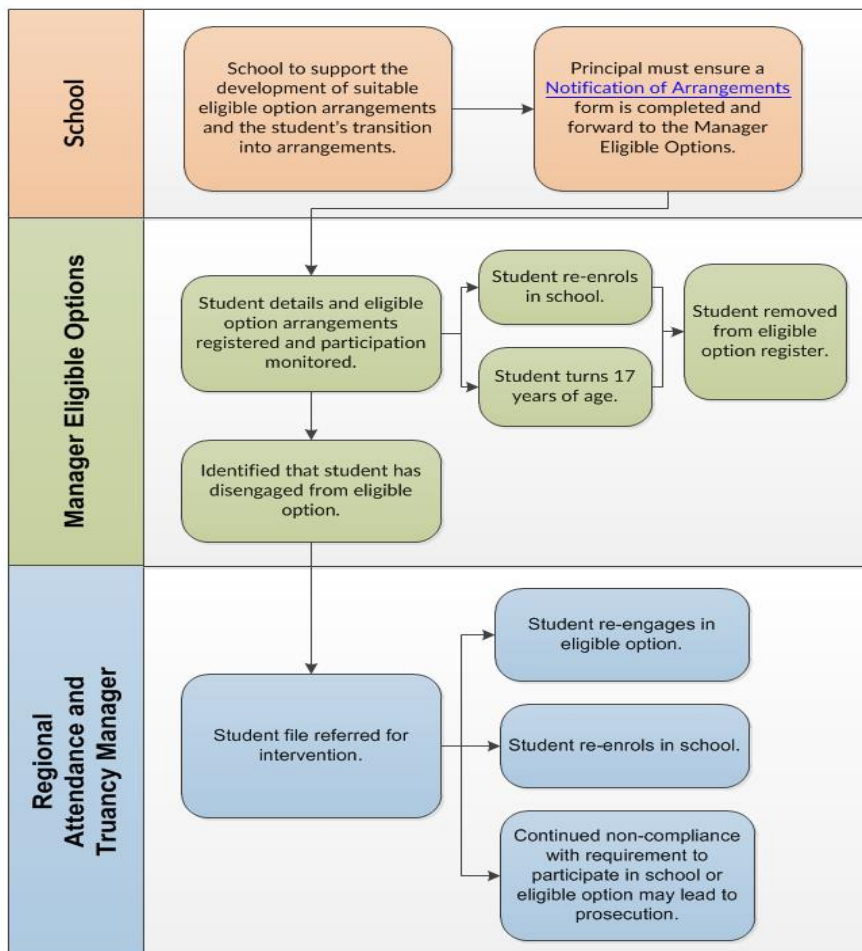 School
School to support the
development of suitable
eligible option arrangements
and the student's transition
into arrangements.
Principal must ensure a
Notification of Arrangements
form is completed and
forward to the Manager
Eligible Options.
Manager Eligible Options
Student details and eligible
option arrangements
registered and participation
monitored.
Student re-enrols
in school.
Student turns 17
years of age.
Student removed
from eligible
option register.
Identified that student has
disengaged from eligible
option.
Regional
Attendance and
Truancy Manager
Student file referred for
intervention.
Student re-engages in
eligible option.
Student re-enrols in school.
Continued non-compliance
with requirement to
participate in school or
eligible option may lead to
prosecution.